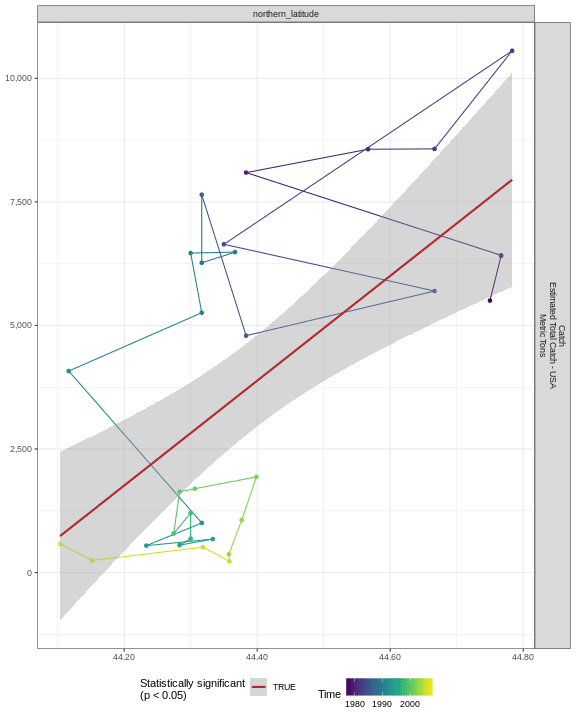 northern_latitude
10,000
7,500
5,000
2,500
0
Catch
Estimated Total Catch - USA
Metric Tons
44.20
44.40
44.60
44.80
Statistically significant
(p < 0.05)
TRUE
Time
1980
1990
2000